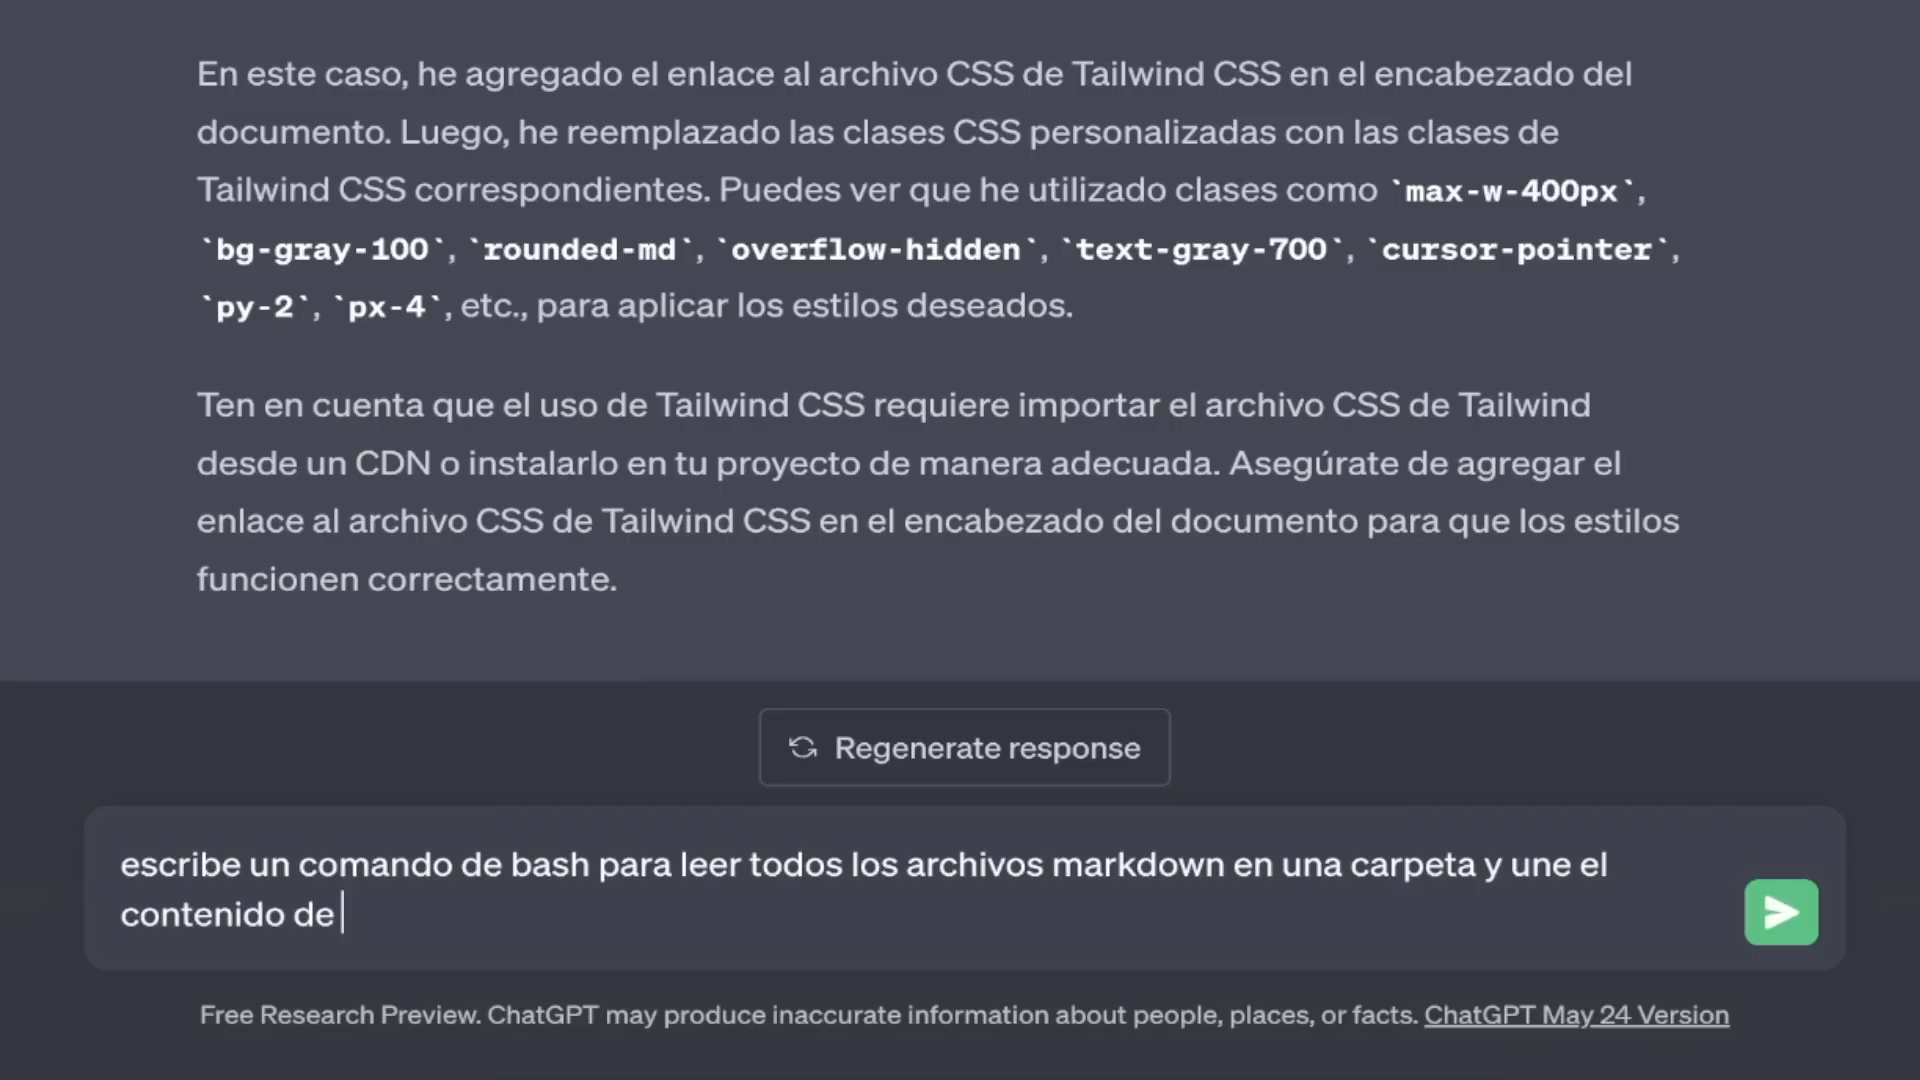 En este caso, he agregado el enlace al archivo CSS de Tailwind CSS en el encabezado del
documento. Luego, he reemplazado las clases CSS personalizadas con las clases de
Tailwind CSS correspondientes. Puedes ver que he utilizado clases como `max-w-400px`,
`bg-gray-100`, `rounded-md`, `overflow-hidden`, `text-gray-700`, `cursor-pointer`,
`py-2`, `px-4`, etc., para aplicar los estilos deseados.
Ten en cuenta que el uso de Tailwind CSS requiere importar el archivo CSS de Tailwind
desde un CDN o instalarlo en tu proyecto de manera adecuada. Asegúrate de agregar el
enlace al archivo CSS de Tailwind CSS en el encabezado del documento para que los estilos
funcionen correctamente.
Regenerate response
escribe un comando de bash para leer todos los archivos markdown en una carpeta y une el
contenido de
Free Research Preview. ChatGPT may produce inaccurate information about people, places, or facts. ChatGPT May 24 Version